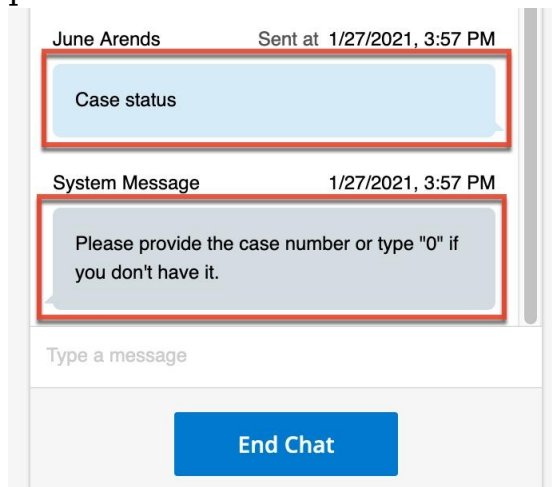 June Arends Sent at 1/27/2021, 3:57 PM
Case status
System Message 1/27/2021, 3:57 PM
Please provide the case number or type "0" if
you don't have it.
Type a message
End Chat